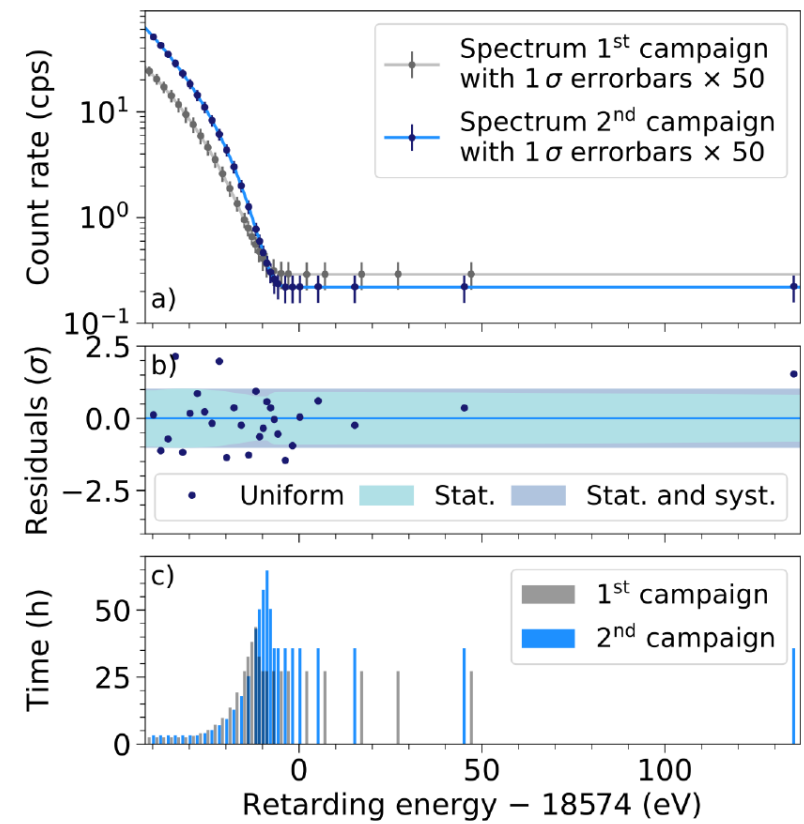 Count rate (cps)
10¹
10⁰
10⁻¹
a)
Spectrum 1ˢᵗ campaign
with 1 σ errorbars × 50
Spectrum 2ⁿᵈ campaign
with 1 σ errorbars × 50
Residuals (σ)
2.5
0.0
−2.5
b)
Uniform
Stat.
Stat. and syst.
Time (h)
50
25
0
c)
1ˢᵗ campaign
2ⁿᵈ campaign
0
50
100
Retarding energy − 18574 (eV)